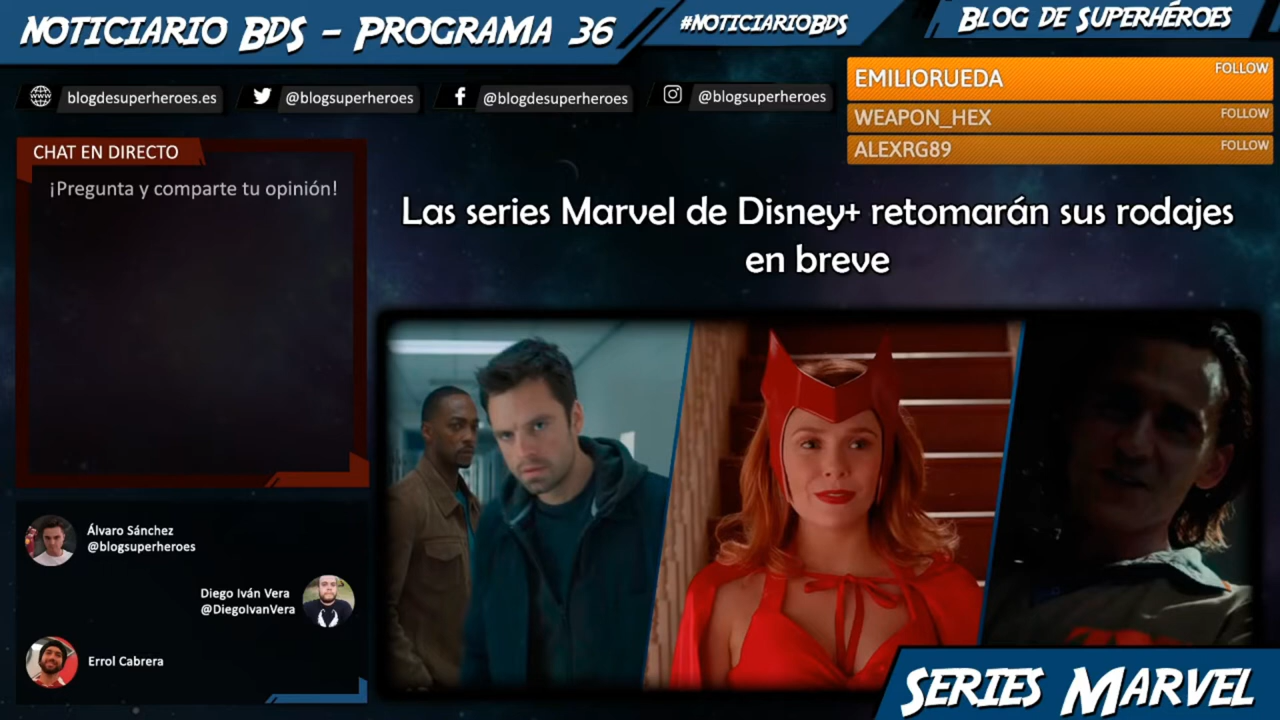 NOTICIARIO BDS - PROGRAMA 36
#NOTICIARIOBDS
BLOG DE SUPERHÉROES
blogdesuperheroes.es
@blogsuperheroes
@blogdesuperheroes
@blogsuperheroes
EMILIORUEDA FOLLOW
WEAPON_HEX FOLLOW
ALEXRG89 FOLLOW
CHAT EN DIRECTO
¡Pregunta y comparte tu opinión!
Las series Marvel de Disney+ retomarán sus rodajes
en breve
Álvaro Sánchez
@blogsuperheroes
Diego Iván Vera
@DiegoIvanVera
Errol Cabrera
SERIES MARVEL